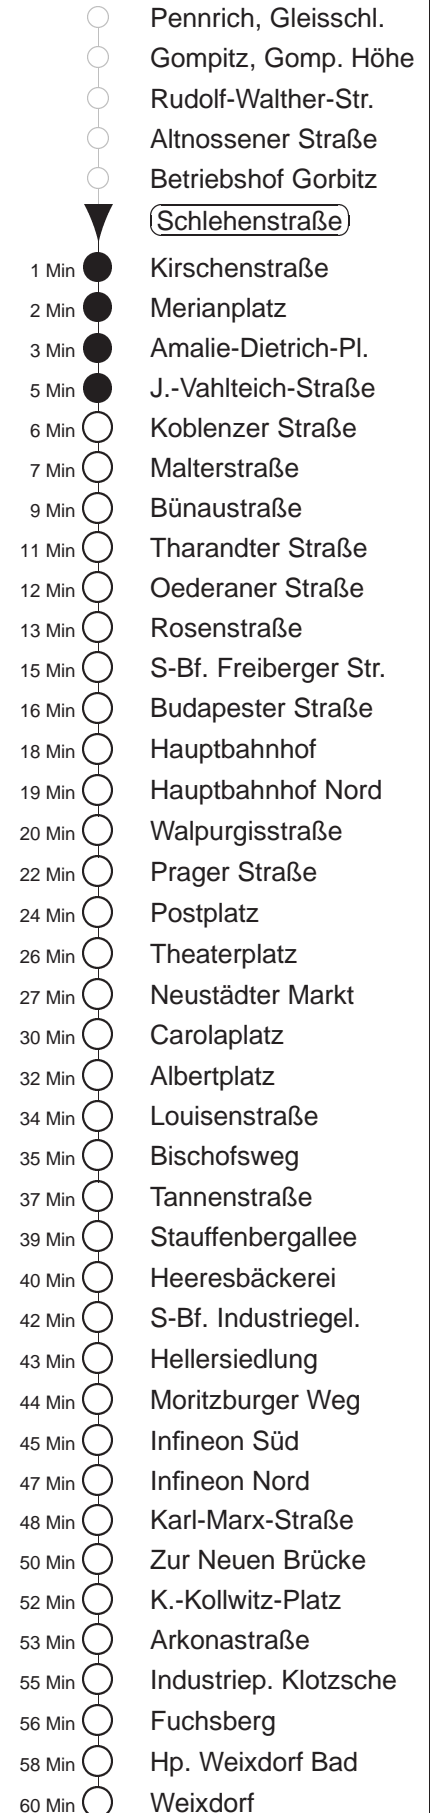 Pennrich, Gleisschl.
Gompitz, Gomp. Höhe
Rudolf-Walther-Str.
Altnossener Straße
Betriebshof Gorbitz
Schlehenstraße
1 Min Kirschenstraße
2 Min Merianplatz
3 Min Amalie-Dietrich-Pl.
5 Min J.-Vahlteich-Straße
6 Min Koblenzer Straße
7 Min Malterstraße
9 Min Bünaustraße
11 Min Tharandter Straße
12 Min Oederaner Straße
13 Min Rosenstraße
15 Min S-Bf. Freiberger Str.
16 Min Budapester Straße
18 Min Hauptbahnhof
19 Min Hauptbahnhof Nord
20 Min Walpurgisstraße
22 Min Prager Straße
24 Min Postplatz
26 Min Theaterplatz
27 Min Neustädter Markt
30 Min Carolaplatz
32 Min Albertplatz
34 Min Louisenstraße
35 Min Bischofsweg
37 Min Tannenstraße
39 Min Stauffenbergallee
40 Min Heeresbäckerei
42 Min S-Bf. Industriegel.
43 Min Hellersiedlung
44 Min Moritzburger Weg
45 Min Infineon Süd
47 Min Infineon Nord
48 Min Karl-Marx-Straße
50 Min Zur Neuen Brücke
52 Min K.-Kollwitz-Platz
53 Min Arkonastraße
55 Min Industriep. Klotzsche
56 Min Fuchsberg
58 Min Hp. Weixdorf Bad
60 Min Weixdorf